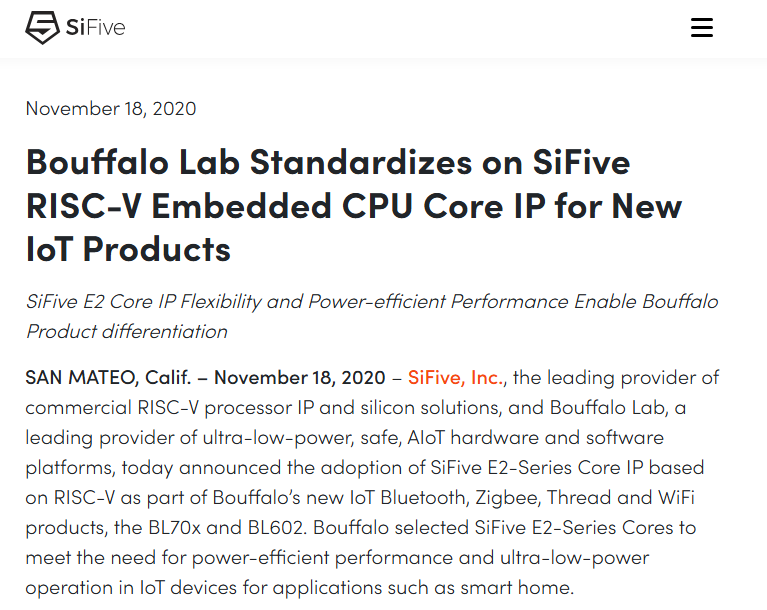 SiFive
November 18, 2020
Bouffalo Lab Standardizes on SiFive
RISC-V Embedded CPU Core IP for New
IoT Products
SiFive E2 Core IP Flexibility and Power-efficient Performance Enable Bouffalo
Product differentiation
SAN MATEO, Calif. – November 18, 2020 – SiFive, Inc., the leading provider of
commercial RISC-V processor IP and silicon solutions, and Bouffalo Lab, a
leading provider of ultra-low-power, safe, AIoT hardware and software
platforms, today announced the adoption of SiFive E2-Series Core IP based
on RISC-V as part of Bouffalo’s new IoT Bluetooth, Zigbee, Thread and WiFi
products, the BL70x and BL602. Bouffalo selected SiFive E2-Series Cores to
meet the need for power-efficient performance and ultra-low-power
operation in IoT devices for applications such as smart home.